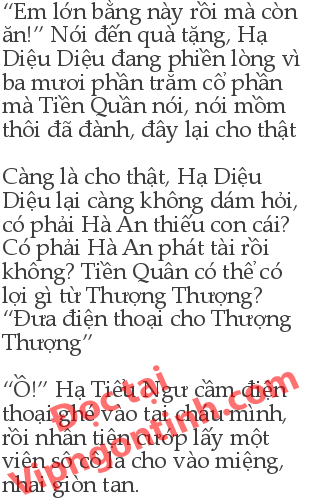 “Em lớn bằng này rồi mà còn
ăn!” Nói đến quà tặng, Hạ
Diệu Diệu đang phiền lòng vì
ba mươi phần trăm cổ phần
mà Tiền Quân nói, nói mồm
thôi đã đành, đây lại cho thật
Càng là cho thật, Hạ Diệu
Diệu lại càng không dám hỏi,
có phải Hà An thiếu con cái?
Có phải Hà An phát tài rồi
không? Tiền Quân có thể có
lợi gì từ Thượng Thượng?
“Đưa điện thoại cho Thượng
Thượng”
“Ồ!” Hạ Tiểu Ngư cầm điện
thoại ghé vào tai cháu mình,
rồi nhân tiện cướp lấy một
viên sô cô la cho vào miệng,
nhai giòn tan.
Đọc tại
Vipngontinh.com